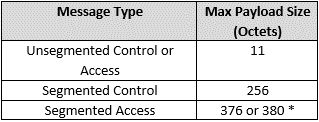 Message Type Max Payload Size
(Octets)
Unsegmented Control or 11
Access
Segmented Control 256
Segmented Access 376 or 380 *